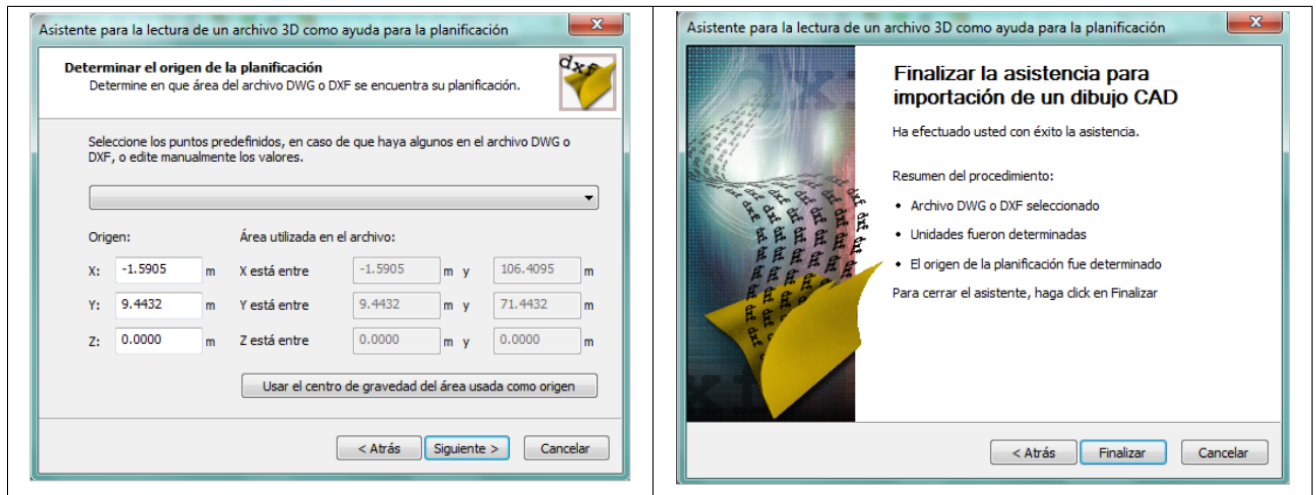 Asistente para la lectura de un archivo 3D como ayuda para la planificación
Determinar el origen de la planificación
Determine en que área del archivo DWG o DXF se encuentra su planificación.
dxf
Seleccione los puntos predefinidos, en caso de que haya algunos en el archivo DWG o
DXF, o edite manualmente los valores.
Origen: Área utilizada en el archivo:
X: -1.5905 m X está entre -1.5905 m y 106.4095 m
Y: 9.4432 m Y está entre 9.4432 m y 71.4432 m
Z: 0.0000 m Z está entre 0.0000 m y 0.0000 m
Usar el centro de gravedad del área usada como origen
< Atrás Siguiente > Cancelar
Asistente para la lectura de un archivo 3D como ayuda para la planificación
Finalizar la asistencia para
importación de un dibujo CAD
Ha efectuado usted con éxito la asistencia.
Resumen del procedimiento:
• Archivo DWG o DXF seleccionado
• Unidades fueron determinadas
• El origen de la planificación fue determinado
Para cerrar el asistente, haga click en Finalizar
< Atrás Finalizar Cancelar